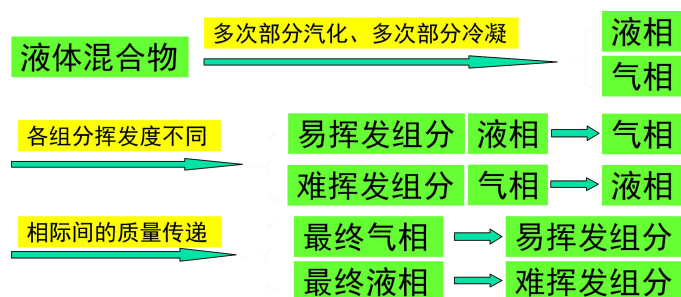 多次部分汽化、多次部分冷凝
液体混合物
液相
气相
各组分挥发度不同
易挥发组分 液相 气相
难挥发组分 气相 液相
相际间的质量传递
最终气相 易挥发组分
最终液相 难挥发组分